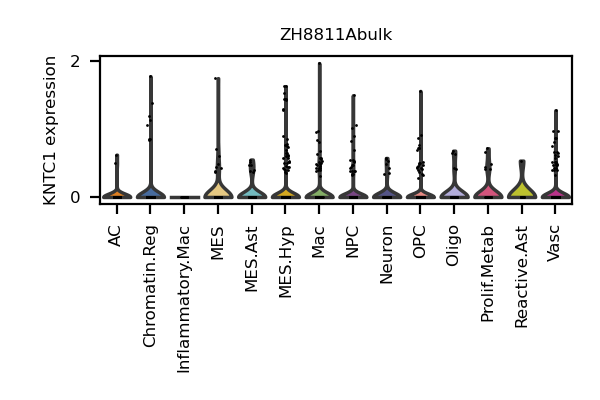 ZH8811Abulk
KNTC1 expression
2
0
AC
Chromatin.Reg
Inflammatory.Mac
MES
MES.Ast
MES.Hyp
Mac
NPC
Neuron
OPC
Oligo
Prolif.Metab
Reactive.Ast
Vasc